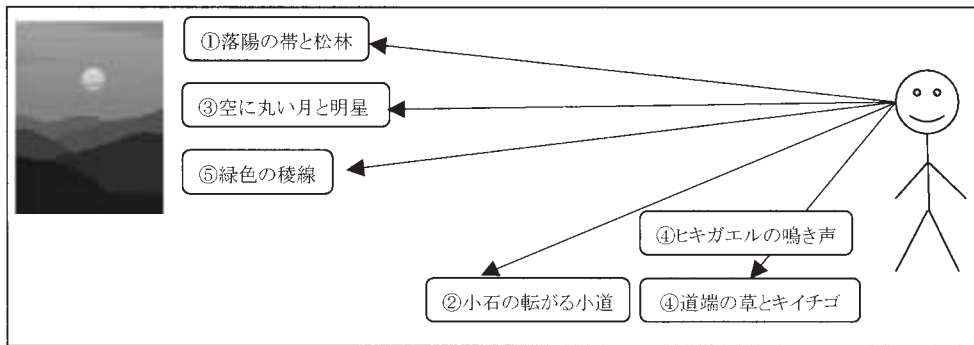 ①落陽の帯と松林
③空に丸い月と明星
⑤緑色の稜線
④ヒキガエルの鳴き声
②小石の転がる小道
④道端の草とキイチゴ